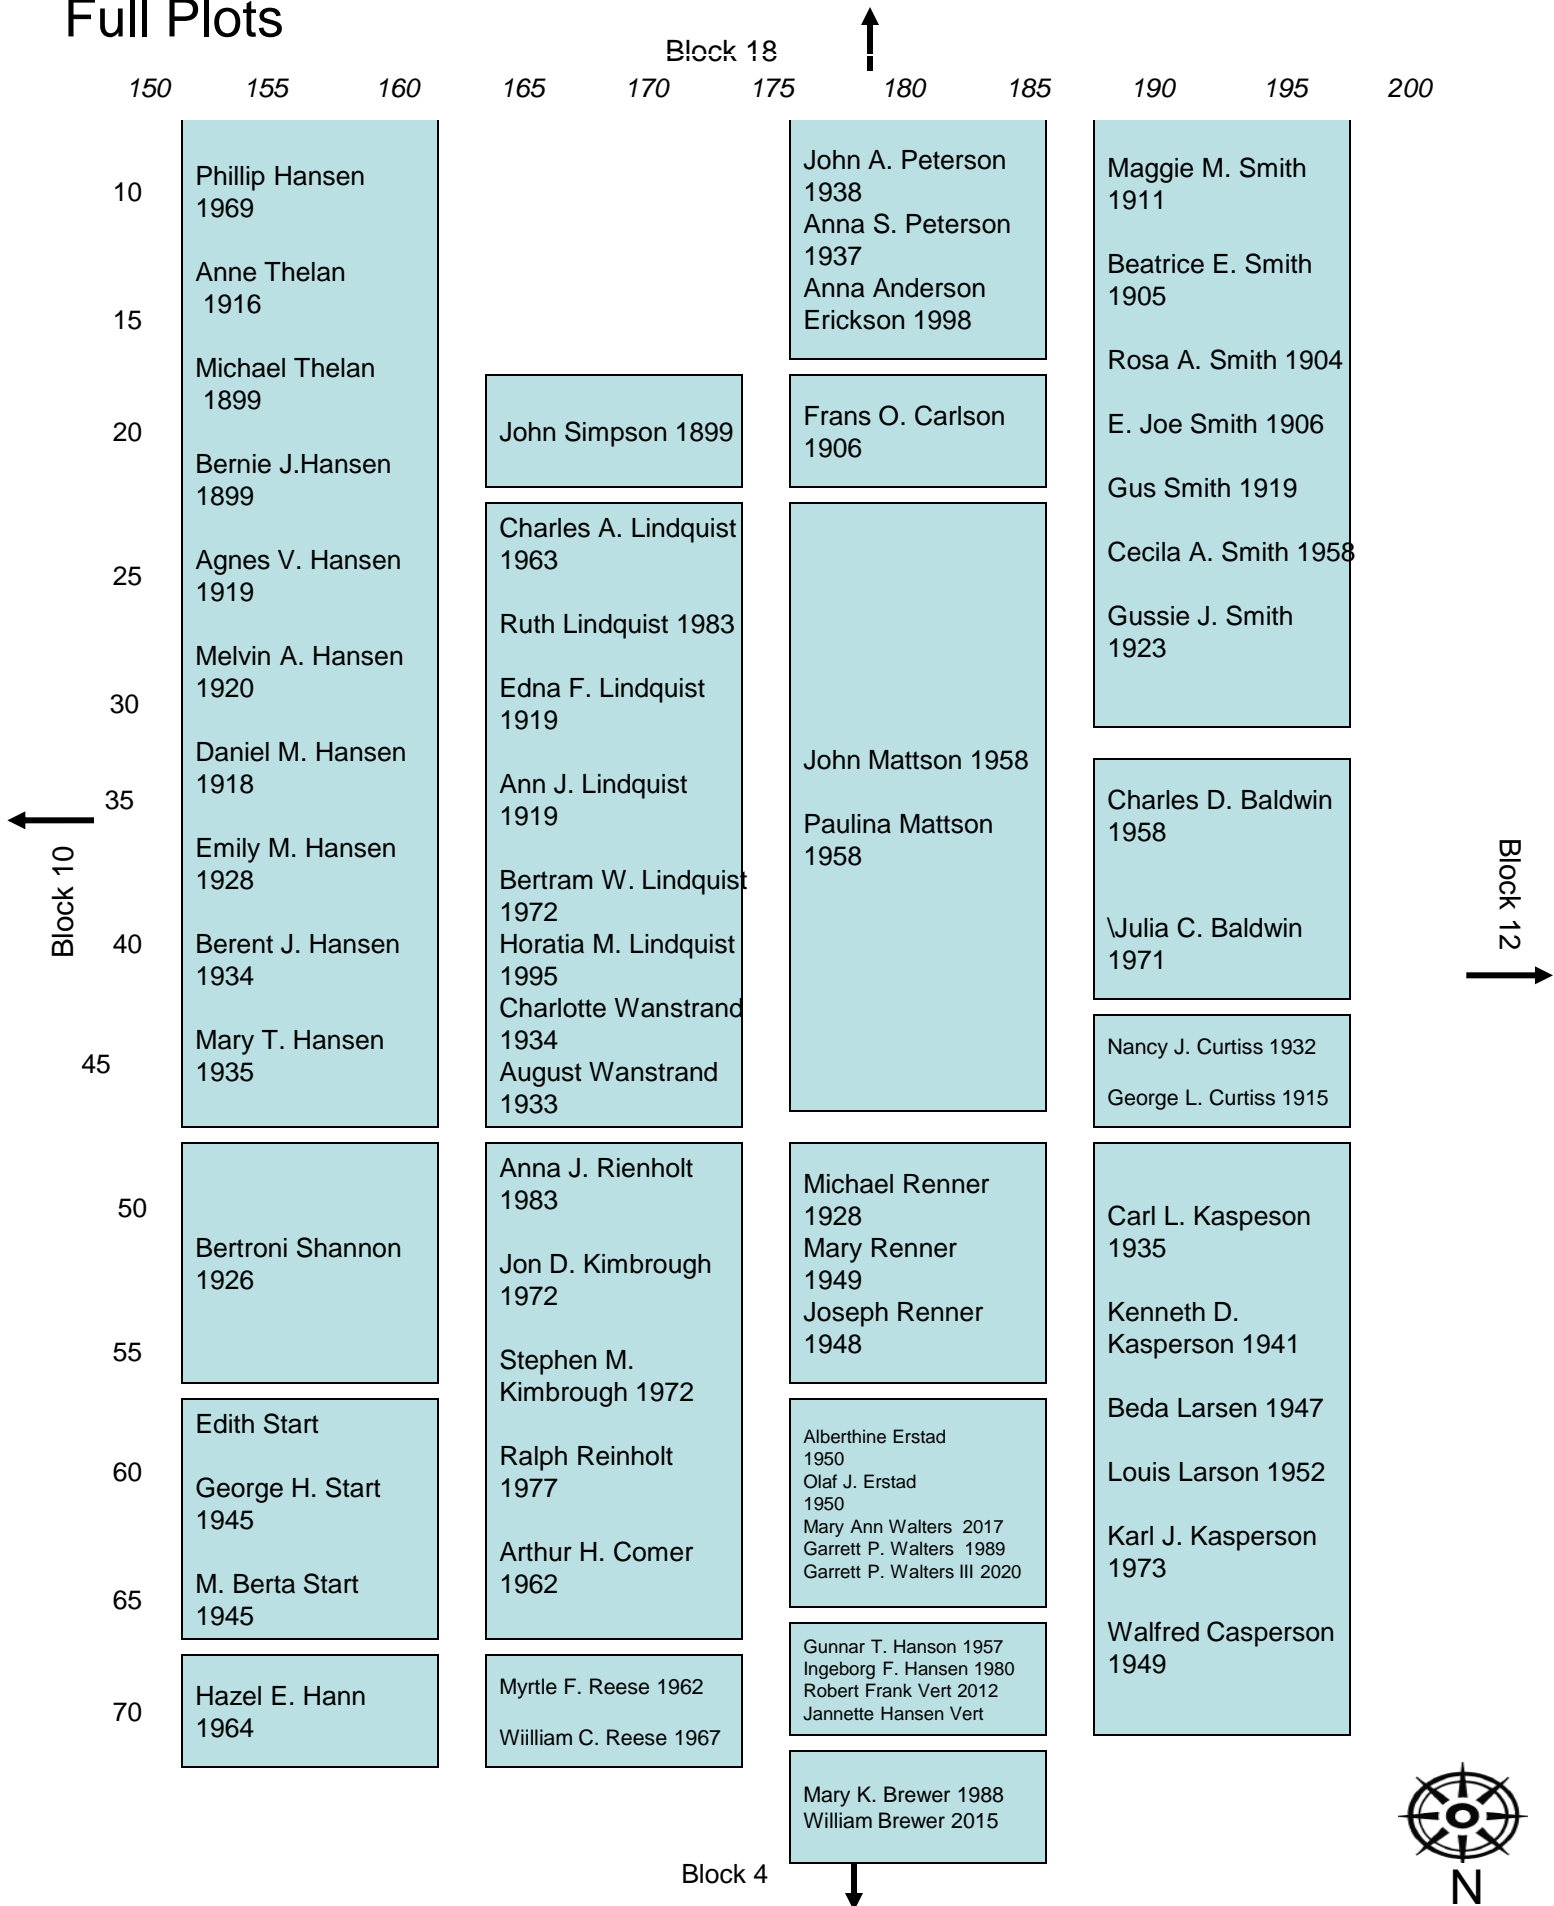 Full Plots
Block 18
150 155 160 165 170 175 180 185 190 195 200
10
15
20
25
30
35
40
45
50
55
60
65
70
Block 10
Phillip Hansen
1969
Anne Thelan
1916
Michael Thelan
1899
Bernie J.Hansen
1899
Agnes V. Hansen
1919
Melvin A. Hansen
1920
Daniel M. Hansen
1918
Emily M. Hansen
1928
Berent J. Hansen
1934
Mary T. Hansen
1935
Bertroni Shannon
1926
Edith Start
George H. Start
1945
M. Berta Start
1945
Hazel E. Hann
1964
John Simpson 1899
Charles A. Lindquist
1963
Ruth Lindquist 1983
Edna F. Lindquist
1919
Ann J. Lindquist
1919
Bertram W. Lindquist
1972
Horatia M. Lindquist
1995
Charlotte Wanstrand
1934
August Wanstrand
1933
Anna J. Rienholt
1983
Jon D. Kimbrough
1972
Stephen M.
Kimbrough 1972
Ralph Reinholt
1977
Arthur H. Comer
1962
Myrtle F. Reese 1962
Wiilliam C. Reese 1967
John A. Peterson
1938
Anna S. Peterson
1937
Anna Anderson
Erickson 1998
Frans O. Carlson
1906
John Mattson 1958
Paulina Mattson
1958
Michael Renner
1928
Mary Renner
1949
Joseph Renner
1948
Alberthine Erstad
1950
Olaf J. Erstad
1950
Mary Ann Walters 2017
Garrett P. Walters 1989
Garrett P. Walters III 2020
Gunnar T. Hanson 1957
Ingeborg F. Hansen 1980
Robert Frank Vert 2012
Jannette Hansen Vert
Mary K. Brewer 1988
William Brewer 2015
Maggie M. Smith
1911
Beatrice E. Smith
1905
Rosa A. Smith 1904
E. Joe Smith 1906
Gus Smith 1919
Cecila A. Smith 1958
Gussie J. Smith
1923
Charles D. Baldwin
1958
\Julia C. Baldwin
1971
Nancy J. Curtiss 1932
George L. Curtiss 1915
Carl L. Kaspeson
1935
Kenneth D.
Kasperson 1941
Beda Larsen 1947
Louis Larson 1952
Karl J. Kasperson
1973
Walfred Casperson
1949
Block 12
Block 4
N